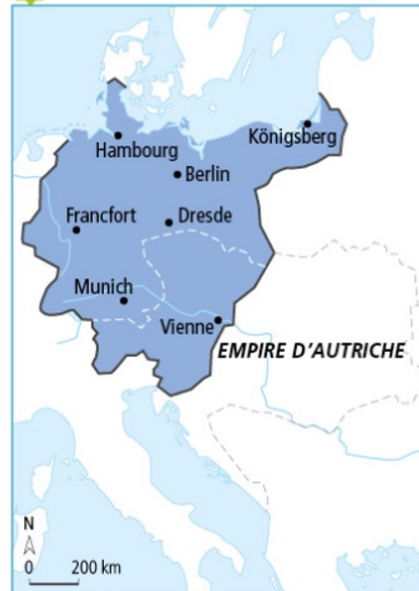 Königsberg
Hambourg
Berlin
Francfort
Dresde
Munich
Vienne
EMPIRE D'AUTRICHE
N
0 200 km